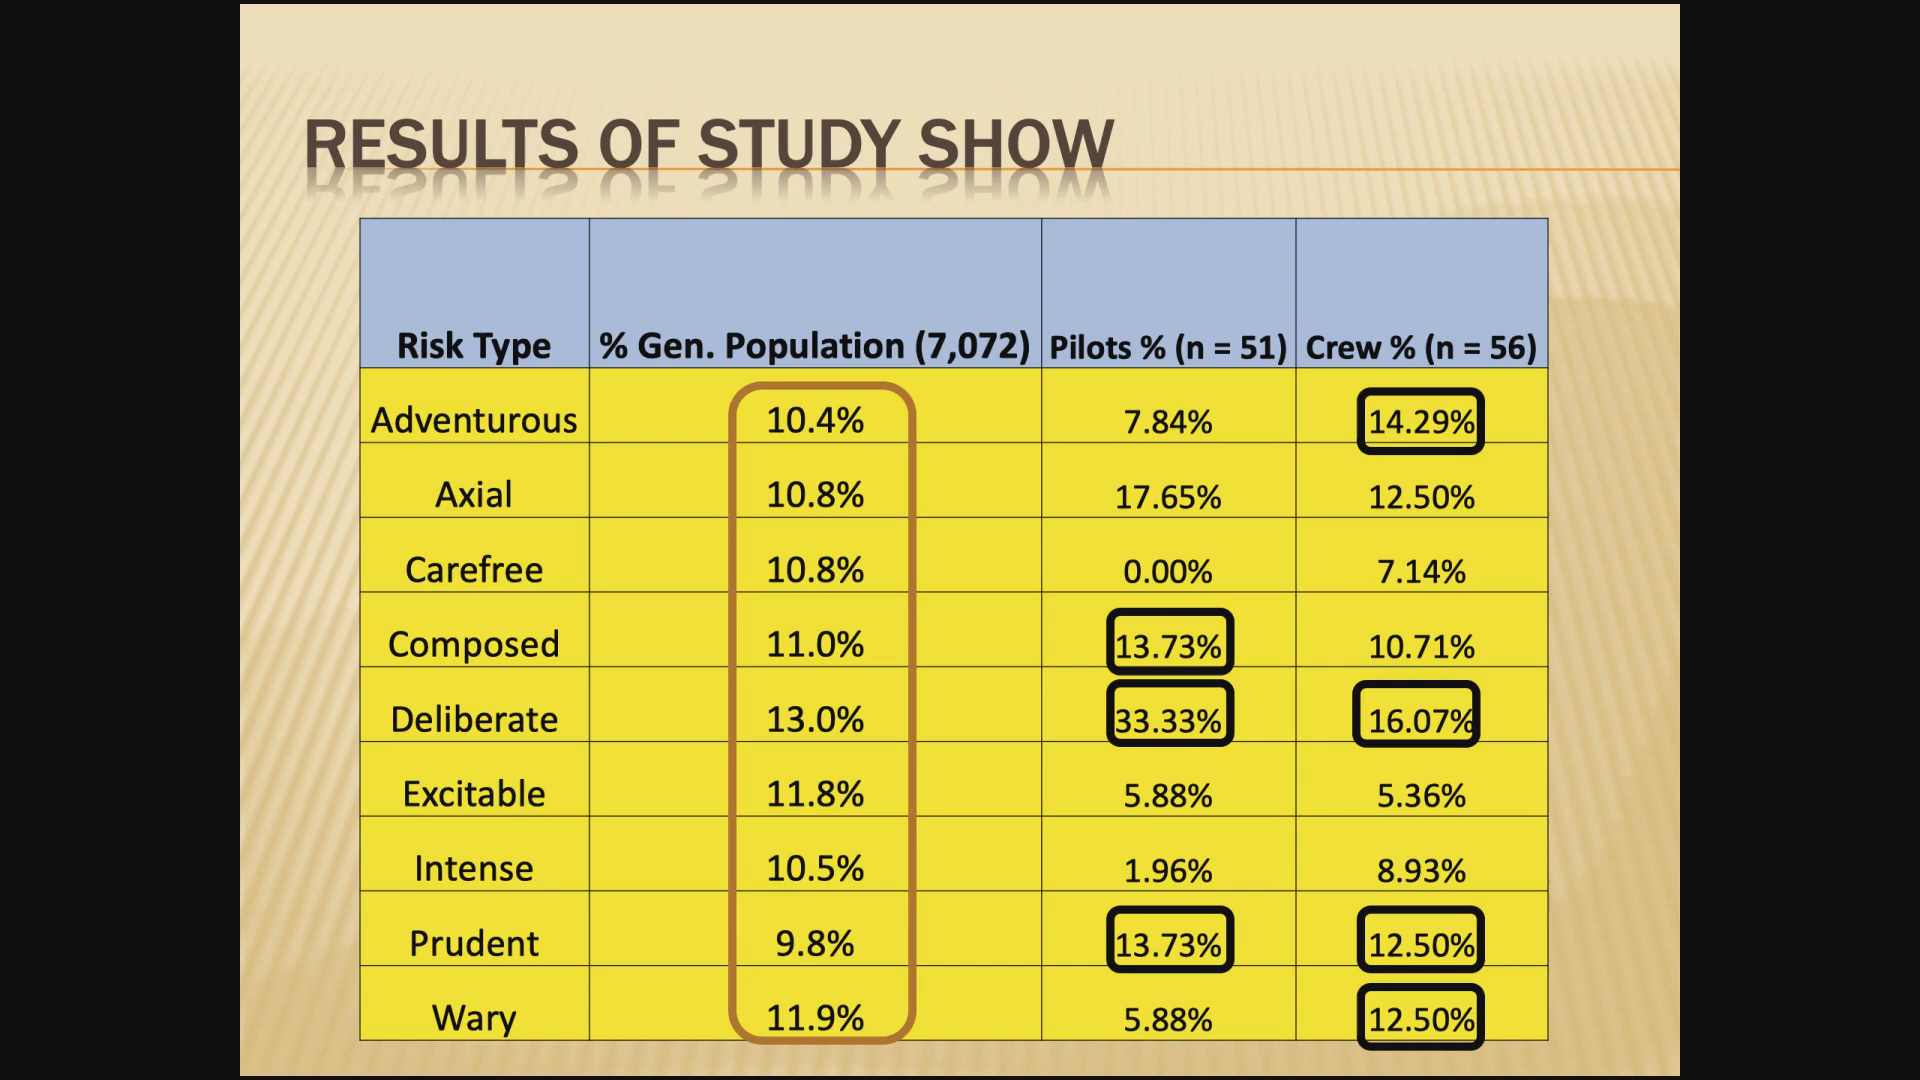 RESULTS OF STUDY SHOW
Risk Type % Gen. Population (7,072) Pilots % (n = 51) Crew % (n = 56)
Adventurous 10.4% 7.84% 14.29%
Axial 10.8% 17.65% 12.50%
Carefree 10.8% 0.00% 7.14%
Composed 11.0% 13.73% 10.71%
Deliberate 13.0% 33.33% 16.07%
Excitable 11.8% 5.88% 5.36%
Intense 10.5% 1.96% 8.93%
Prudent 9.8% 13.73% 12.50%
Wary 11.9% 5.88% 12.50%